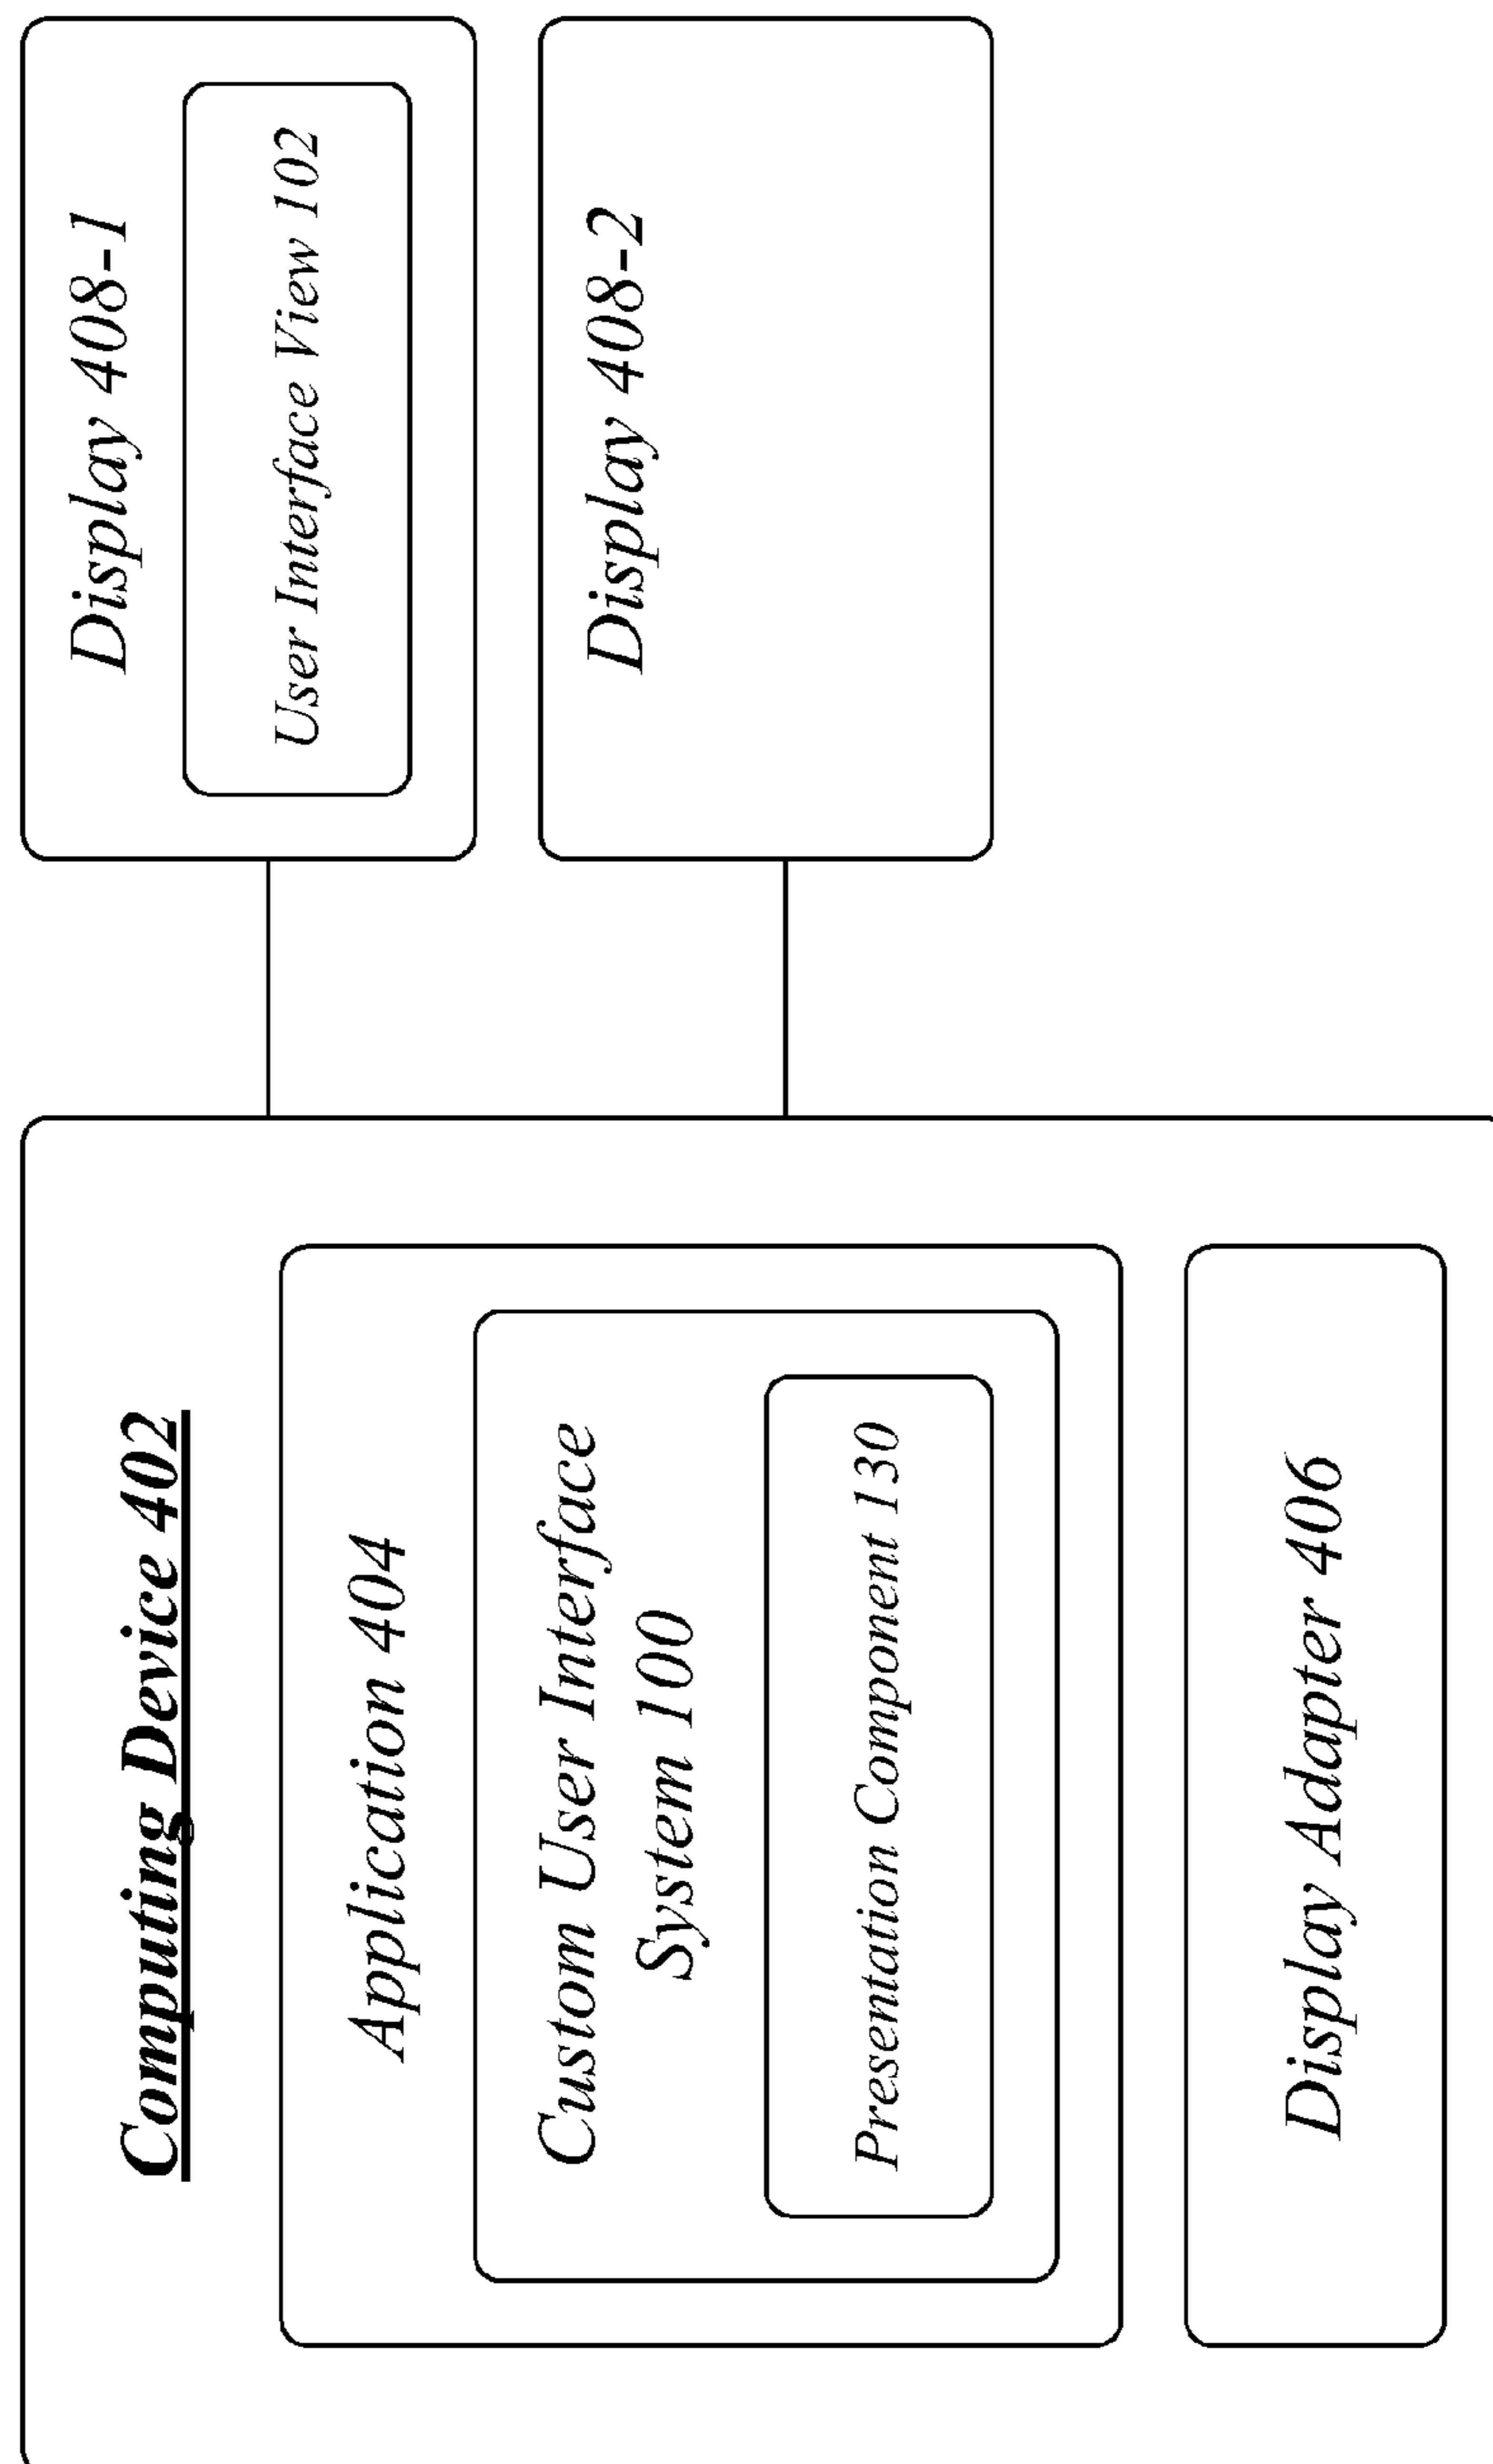 Computing Device 402
Application 404
Custom User Interface
System 100
Presentation Component 130
Display Adapter 406
Display 408-1
User Interface View 102
Display 408-2